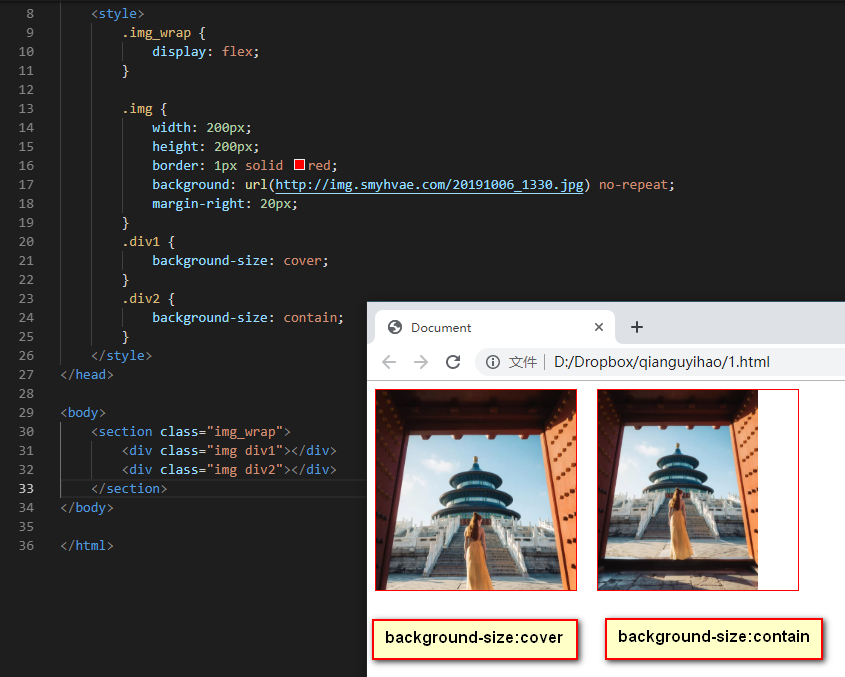 8 <style>
9 .img_wrap {
10 display: flex;
11 }
12
13 .img {
14 width: 200px;
15 height: 200px;
16 border: 1px solid red;
17 background: url(http://img.smyhvae.com/20191006_1330.jpg) no-repeat;
18 margin-right: 20px;
19 }
20 .div1 {
21 background-size: cover;
22 }
23 .div2 {
24 background-size: contain;
25 }
26 </style>
27 </head>
28
29 <body>
30 <section class="img_wrap">
31 <div class="img div1"></div>
32 <div class="img div2"></div>
33 </section>
34 </body>
35
36 </html>
Document
文件 D:/Dropbox/qianguyihao/1.html
background-size:cover
background-size:contain